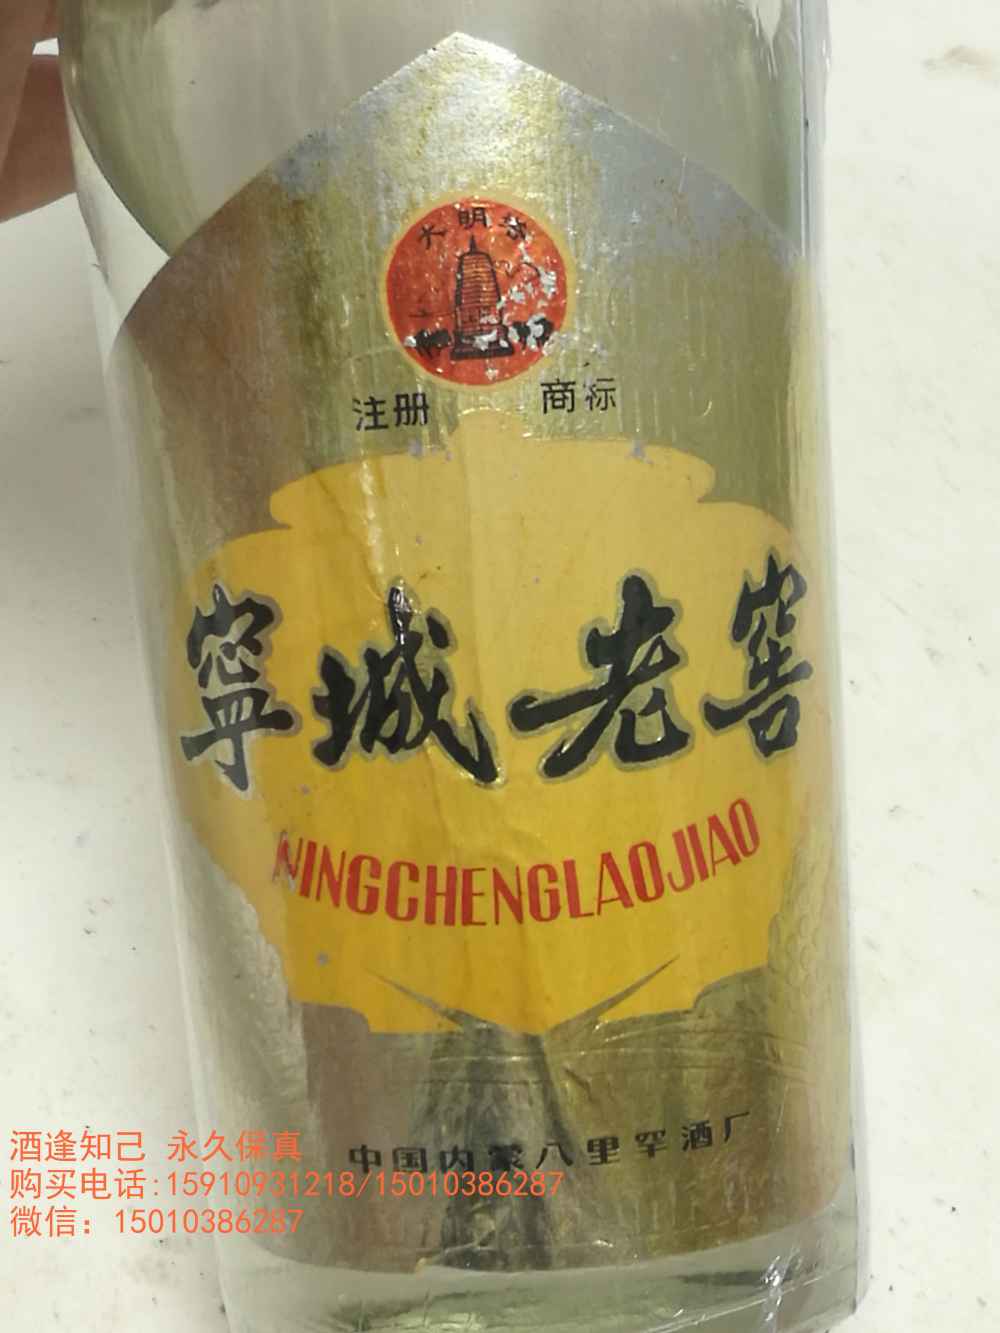 大明塔
注册 商标
寧城老窖
NINGCHENGLAOJIAO
中国内蒙八里罕酒厂
酒逢知己 永久保真
购买电话:15910931218/15010386287
微信：15010386287